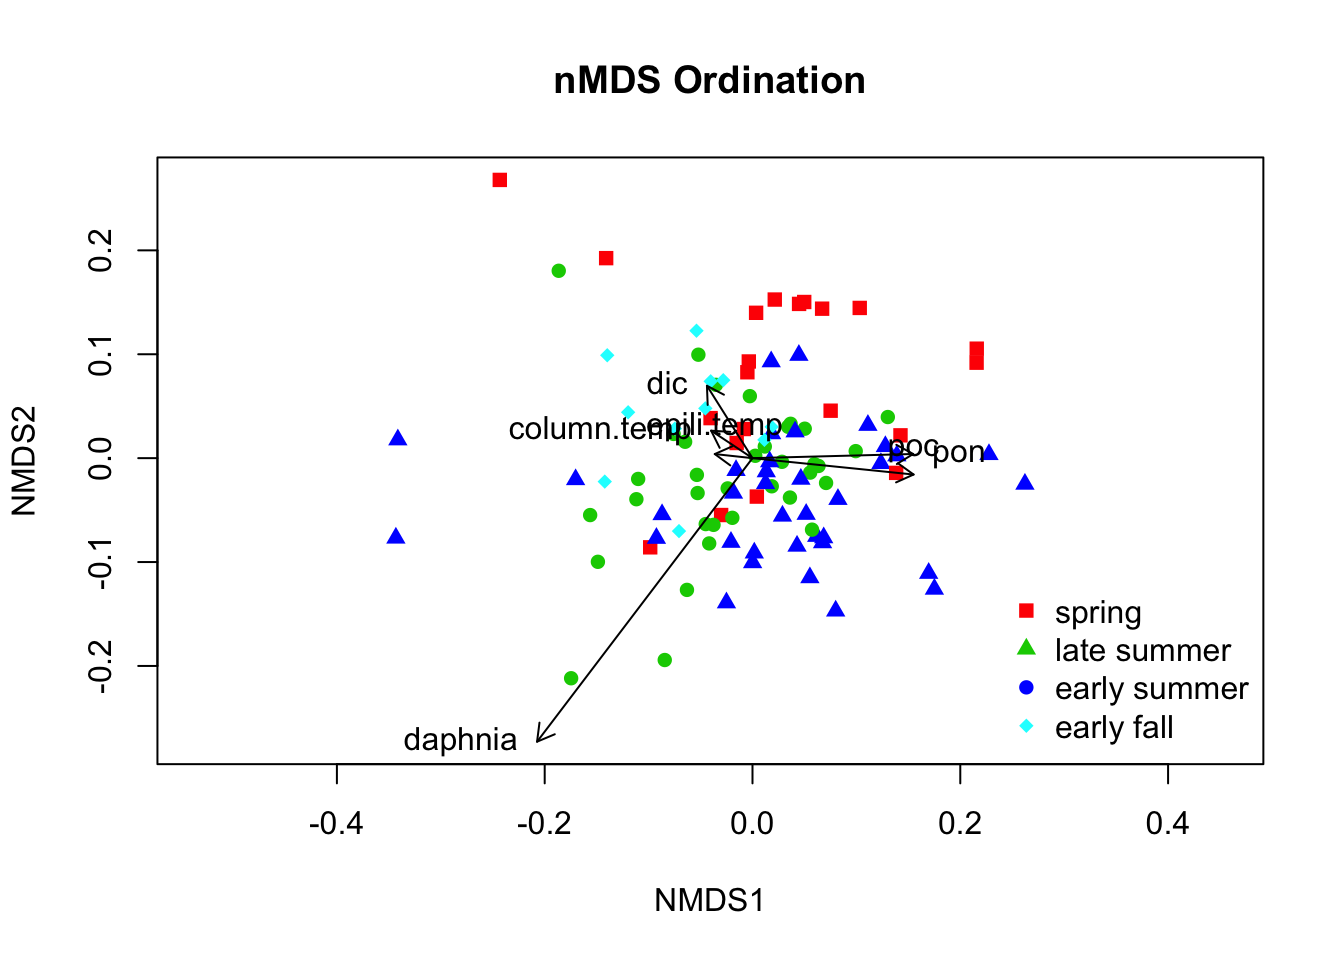 nMDS Ordination
NMDS2
0.2
0.1
0.0
-0.1
-0.2
dic
column.temp
epili.temp
poc
pon
daphnia
spring
late summer
early summer
early fall
-0.4
-0.2
0.0
0.2
0.4
NMDS1